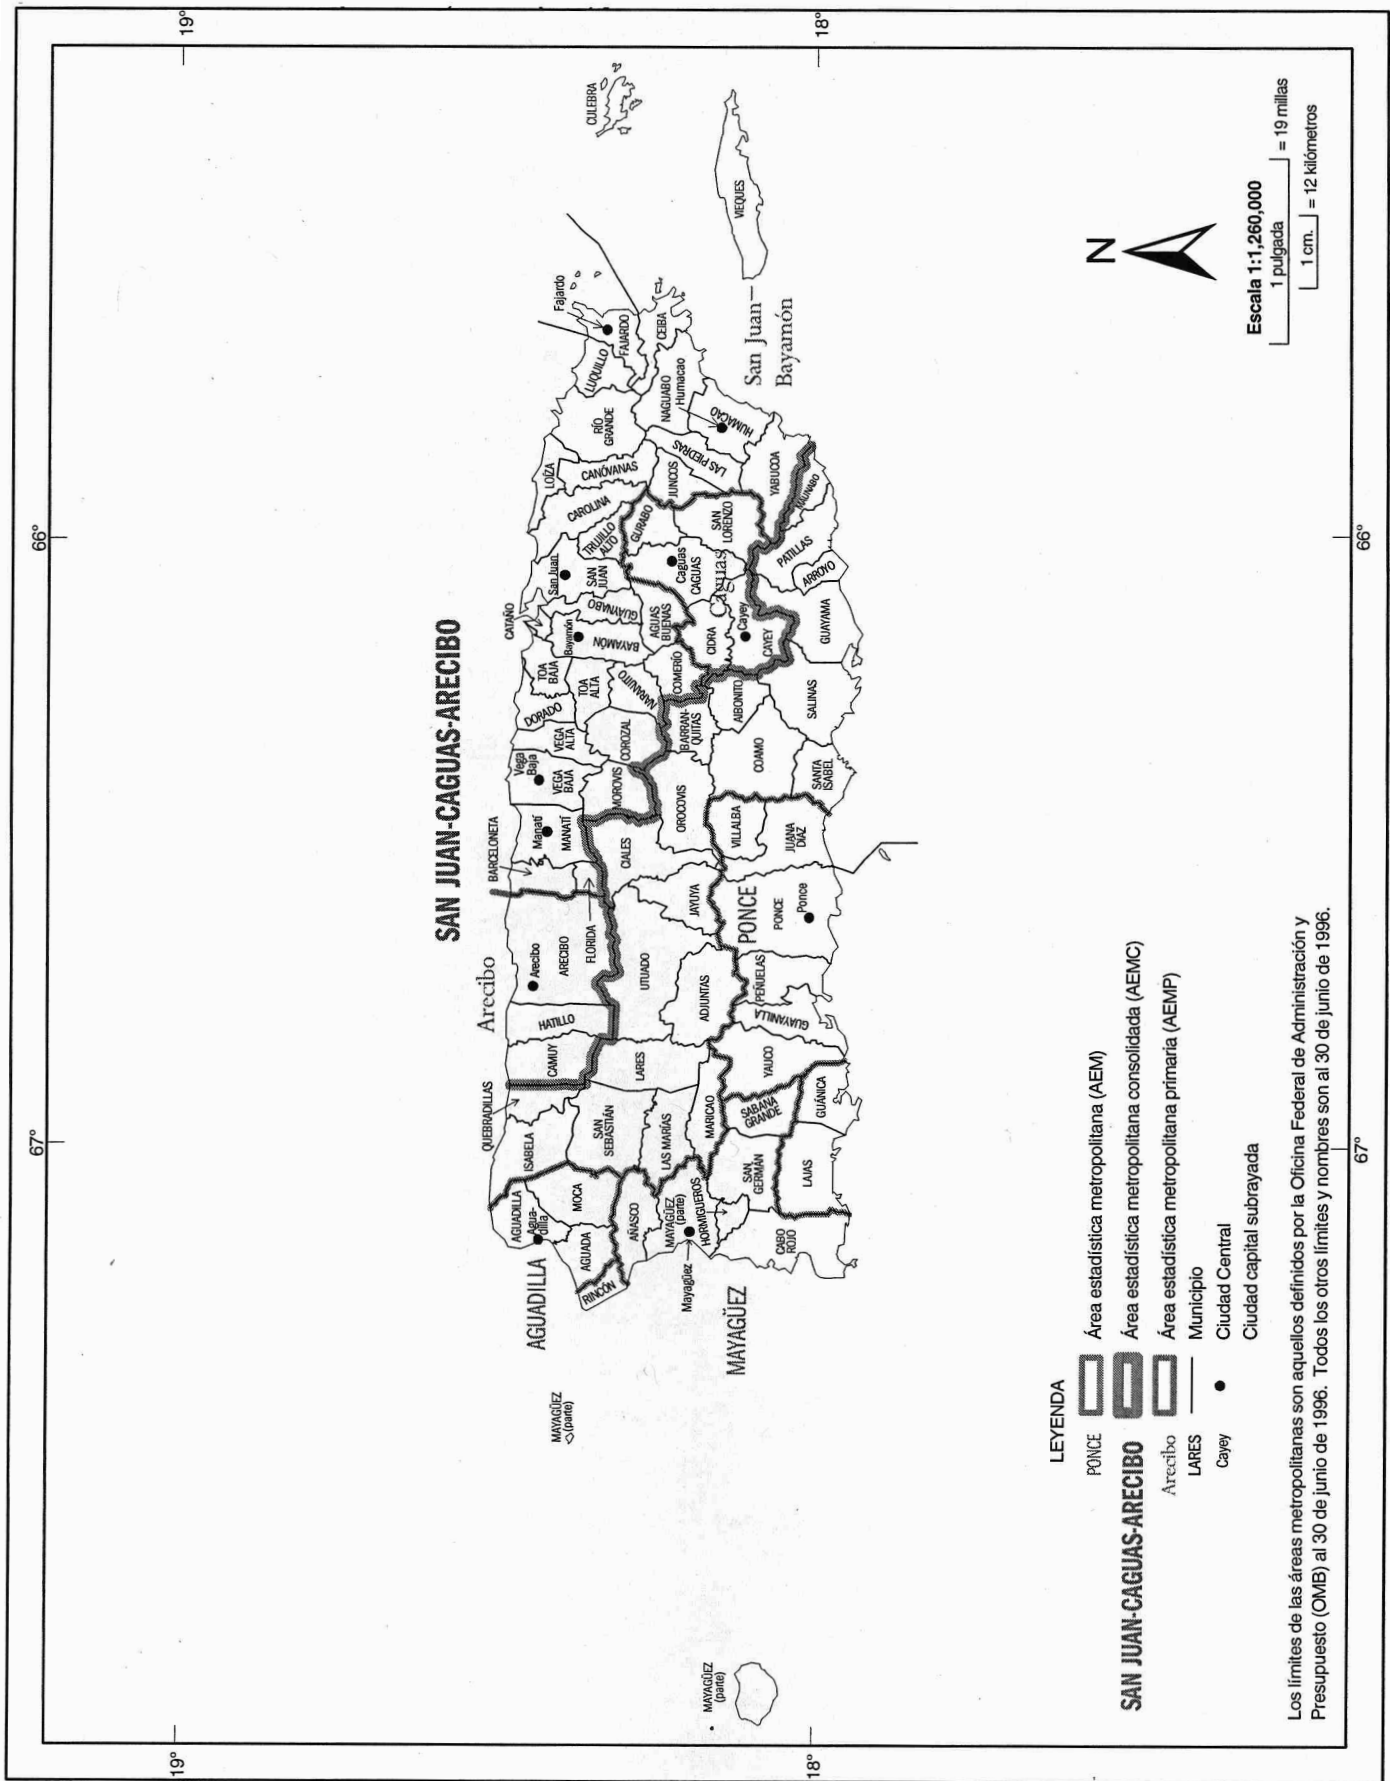 19°
18°
66°
66°
67°
67°
19°
18°
SAN JUAN-CAGUAS-ARECIBO
Arecibo
AGUADILLA
MAYAGÜEZ
PONCE
Caguas
San Juan—
Bayamón
MAYAGÜEZ
(parte)
MAYAGÜEZ
(parte)
QUEBRADILLAS
ISABELA
AGUADILLA
Agua-
dilla
MOCA
AGUADA
RINCÓN
AÑASCO
SAN
SEBASTIÁN
LAS MARÍAS
MAYAGÜEZ
(parte)
Mayagüez
HORMIGUEROS
CABO
ROJO
SAN
GERMÁN
LAJAS
MARICAO
SABANA
GRANDE
GUÁNICA
YAUCO
CAMUY
HATILLO
LARES
Arecibo
ARECIBO
FLORIDA
UTUADO
ADJUNTAS
GUAYANILLA
PEÑUELAS
PONCE
Ponce
JAYUYA
BARCELONETA
Manatí
MANATÍ
CIALES
Vega
Baja
VEGA
BAJA
MOROVIS
OROCOVIS
VILLALBA
JUANA
DÍAZ
VEGA
ALTA
COROZAL
DORADO
TOA
BAJA
TOA
ALTA
NARANJITO
BARRAN-
QUITAS
COAMO
SANTA
ISABEL
COMERÍO
AIBONITO
SALINAS
CATAÑO
Bayamón
BAYAMÓN
GUAYNABO
AGUAS
BUENAS
CIDRA
Cayey
CAYEY
GUAYAMA
San Juan
SAN
JUAN
TRUJILLO
ALTO
CAROLINA
GURABO
Caguas
CAGUAS
SAN
LORENZO
PATILLAS
ARROYO
LOÍZA
CANÓVANAS
JUNCOS
LAS PIEDRAS
YABUCOA
MAUNABO
RÍO
GRANDE
LUQUILLO
Fajardo
FAJARDO
CEIBA
NAGUABO
Humacao
HUMACAO
CULEBRA
VIEQUES
N
Escala 1:1,260,000
1 pulgada = 19 millas
1 cm. = 12 kilómetros
LEYENDA
PONCE Área estadística metropolitana (AEM)
SAN JUAN-CAGUAS-ARECIBO Área estadística metropolitana consolidada (AEMC)
Arecibo Área estadística metropolitana primaria (AEMP)
LARES Municipio
Cayey Ciudad Central
Ciudad capital subrayada
Los límites de las áreas metropolitanas son aquellos definidos por la Oficina Federal de Administración y
Presupuesto (OMB) al 30 de junio de 1996. Todos los otros límites y nombres son al 30 de junio de 1996.